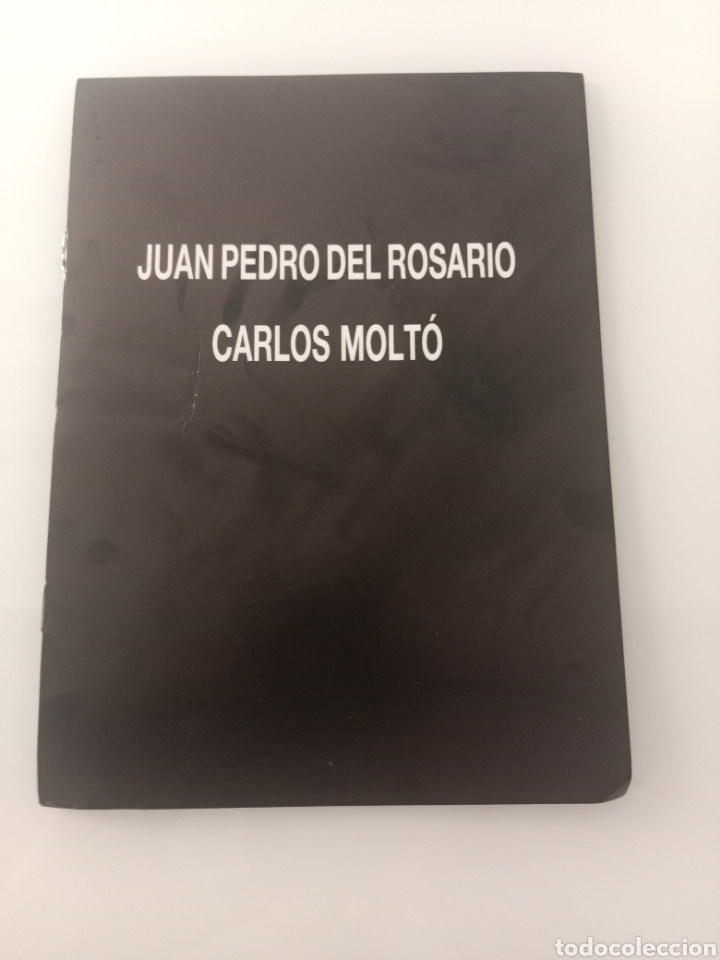 JUAN PEDRO DEL ROSARIO
CARLOS MOLTÓ
todocoleccion